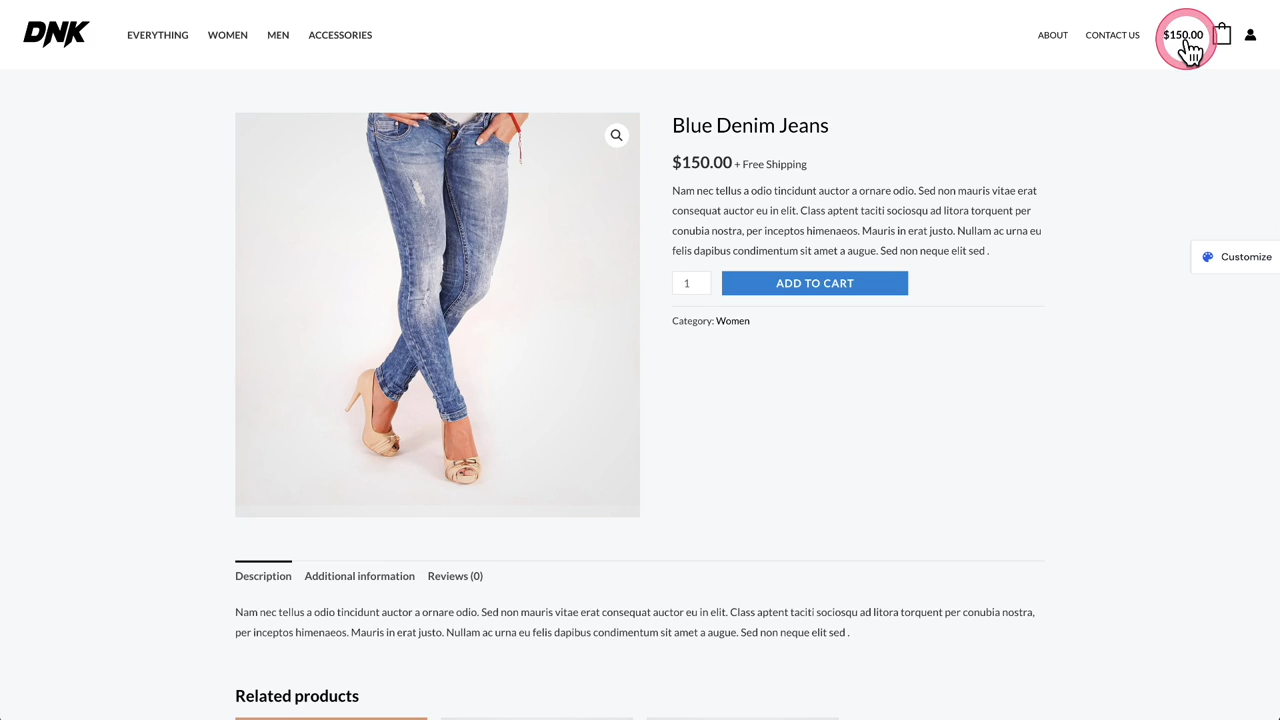 DNK
EVERYTHING WOMEN MEN ACCESSORIES
ABOUT CONTACT US $150.00
Blue Denim Jeans
$150.00 + Free Shipping
Nam nec tellus a odio tincidunt auctor a ornare odio. Sed non mauris vitae erat
consequat auctor eu in elit. Class aptent taciti sociosqu ad litora torquent per
conubia nostra, per inceptos himenaeos. Mauris in erat justo. Nullam ac urna eu
felis dapibus condimentum sit amet a augue. Sed non neque elit sed .
1 ADD TO CART
Category: Women
Customize
Description Additional information Reviews (0)
Nam nec tellus a odio tincidunt auctor a ornare odio. Sed non mauris vitae erat consequat auctor eu in elit. Class aptent taciti sociosqu ad litora torquent per conubia nostra,
per inceptos himenaeos. Mauris in erat justo. Nullam ac urna eu felis dapibus condimentum sit amet a augue. Sed non neque elit sed .
Related products